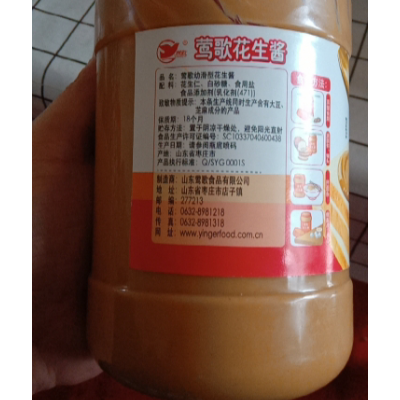 莺歌花生酱
品名：莺歌幼滑型花生酱
配料：花生仁、白砂糖、食用盐
食品添加剂(乳化剂(471))
致敏物质提示：本品生产线同时生产含有大豆、
芝麻成分的产品
保质期：18个月
贮存方法：置于阴凉干燥处、避免阳光直射
食品生产许可证编号：SC10337040600438
生产日期：请参阅瓶底喷码
产地：山东省枣庄市
产品执行标准：Q/SYG 0001S
制造商：山东莺歌食品有限公司
地址：山东省枣庄市店子镇
邮编：277213
电话：0632-8981218
传真：0632-8981318
网址：www.yingerfood.com.cn